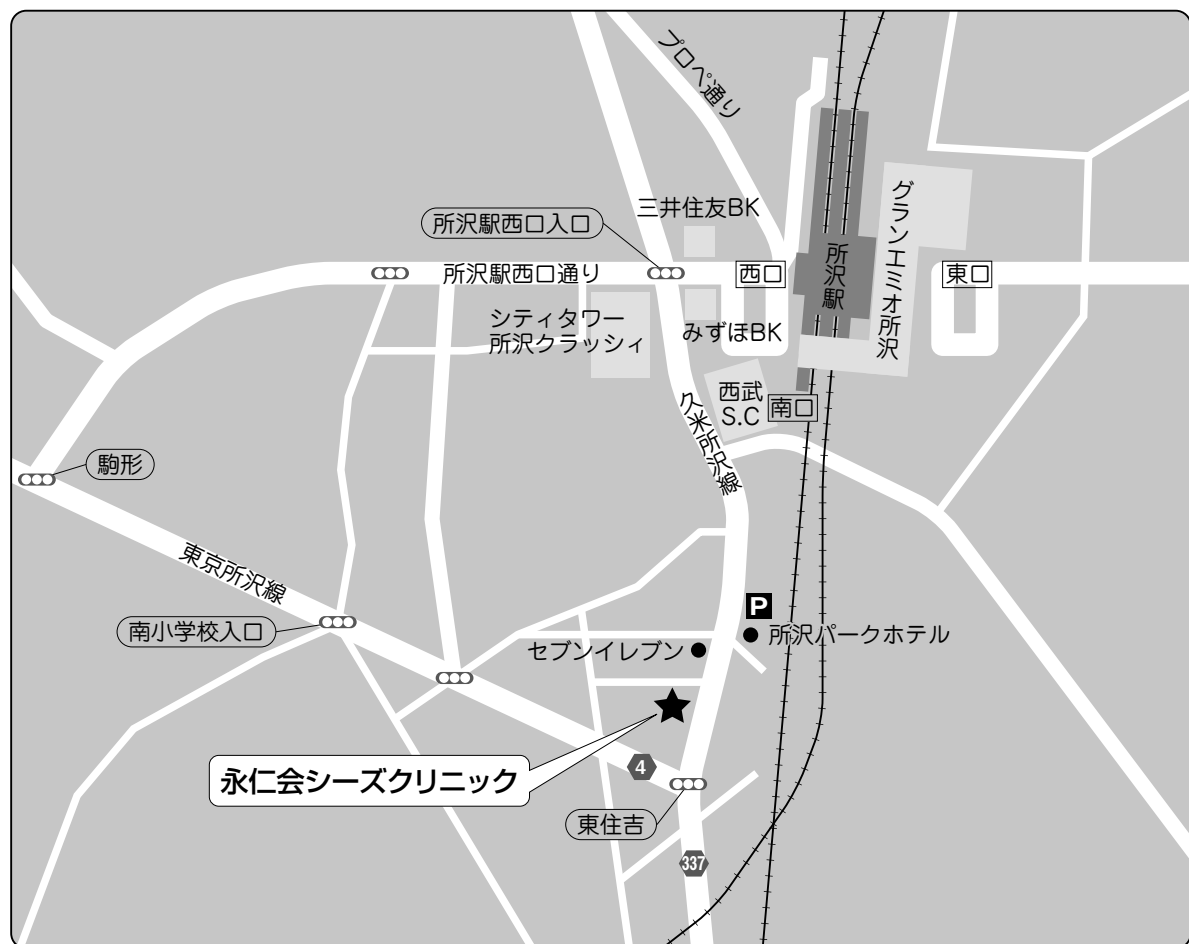 プロペ通り
三井住友BK
所沢駅西口入口
所沢駅西口通り
西口
所沢駅
グランエミオ所沢
東口
シティタワー
所沢クラッシィ
みずほBK
西武
S.C
南口
久米所沢線
駒形
東京所沢線
南小学校入口
P
所沢パークホテル
セブンイレブン
永仁会シーズクリニック
4
東住吉
337